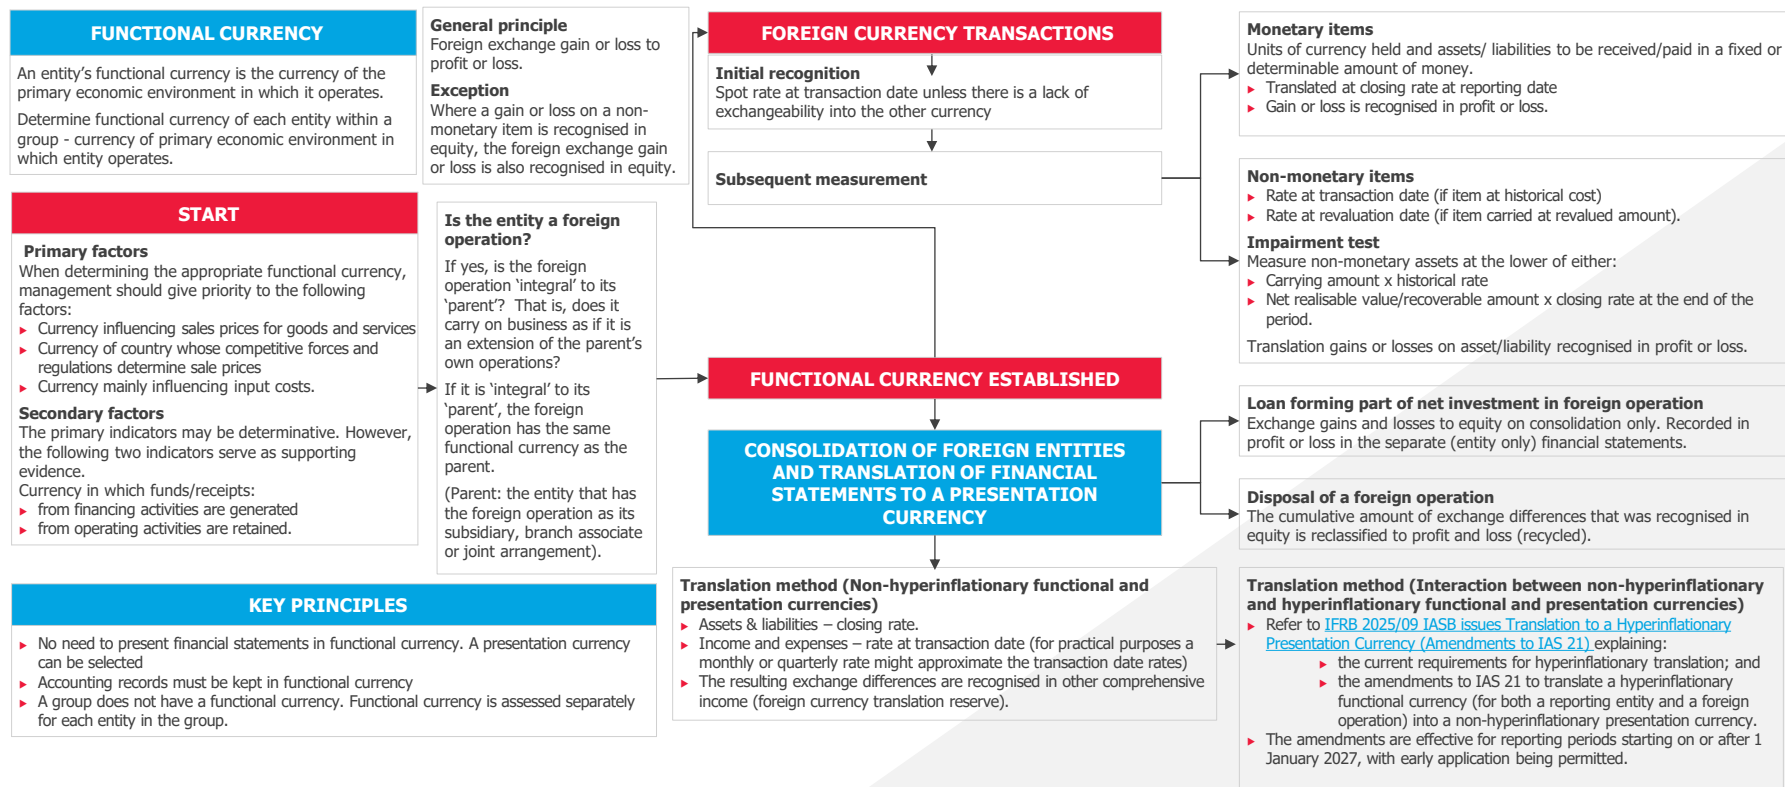 FUNCTIONAL CURRENCY
An entity's functional currency is the currency of the
primary economic environment in which it operates.
Determine functional currency of each entity within a
group - currency of primary economic environment in
which entity operates.
General principle
Foreign exchange gain or loss to
profit or loss.
Exception
Where a gain or loss on a non-
monetary item is recognised in
equity, the foreign exchange gain
or loss is also recognised in equity.
START
Primary factors
When determining the appropriate functional currency,
management should give priority to the following
factors:
► Currency influencing sales prices for goods and services
► Currency of country whose competitive forces and
regulations determine sale prices
► Currency mainly influencing input costs.
Secondary factors
The primary indicators may be determinative. However,
the following two indicators serve as supporting
evidence.
Currency in which funds/receipts:
► from financing activities are generated
► from operating activities are retained.
Is the entity a foreign
operation?
If yes, is the foreign
operation 'integral' to its
'parent'? That is, does it
carry on business as if it is
an extension of the parent's
own operations?
If it is 'integral' to its
'parent', the foreign
operation has the same
functional currency as the
parent.
(Parent: the entity that has
the foreign operation as its
subsidiary, branch associate
or joint arrangement).
KEY PRINCIPLES
► No need to present financial statements in functional currency. A presentation currency
can be selected
► Accounting records must be kept in functional currency
► A group does not have a functional currency. Functional currency is assessed separately
for each entity in the group.
FOREIGN CURRENCY TRANSACTIONS
Initial recognition
Spot rate at transaction date unless there is a lack of
exchangeability into the other currency
Subsequent measurement
Monetary items
Units of currency held and assets/ liabilities to be received/paid in a fixed or
determinable amount of money.
► Translated at closing rate at reporting date
► Gain or loss is recognised in profit or loss.
Non-monetary items
► Rate at transaction date (if item at historical cost)
► Rate at revaluation date (if item carried at revalued amount).
Impairment test
Measure non-monetary assets at the lower of either:
► Carrying amount x historical rate
► Net realisable value/recoverable amount x closing rate at the end of the
period.
Translation gains or losses on asset/liability recognised in profit or loss.
FUNCTIONAL CURRENCY ESTABLISHED
CONSOLIDATION OF FOREIGN ENTITIES
AND TRANSLATION OF FINANCIAL
STATEMENTS TO A PRESENTATION
CURRENCY
Loan forming part of net investment in foreign operation
Exchange gains and losses to equity on consolidation only. Recorded in
profit or loss in the separate (entity only) financial statements.
Disposal of a foreign operation
The cumulative amount of exchange differences that was recognised in
equity is reclassified to profit and loss (recycled).
Translation method (Non-hyperinflationary functional and
presentation currencies)
► Assets & liabilities – closing rate.
► Income and expenses – rate at transaction date (for practical purposes a
monthly or quarterly rate might approximate the transaction date rates)
► The resulting exchange differences are recognised in other comprehensive
income (foreign currency translation reserve).
Translation method (Interaction between non-hyperinflationary
and hyperinflationary functional and presentation currencies)
► Refer to IFRB 2025/09 IASB issues Translation to a Hyperinflationary
Presentation Currency (Amendments to IAS 21) explaining:
► the current requirements for hyperinflationary translation; and
► the amendments to IAS 21 to translate a hyperinflationary
functional currency (for both a reporting entity and a foreign
operation) into a non-hyperinflationary presentation currency.
► The amendments are effective for reporting periods starting on or after 1
January 2027, with early application being permitted.